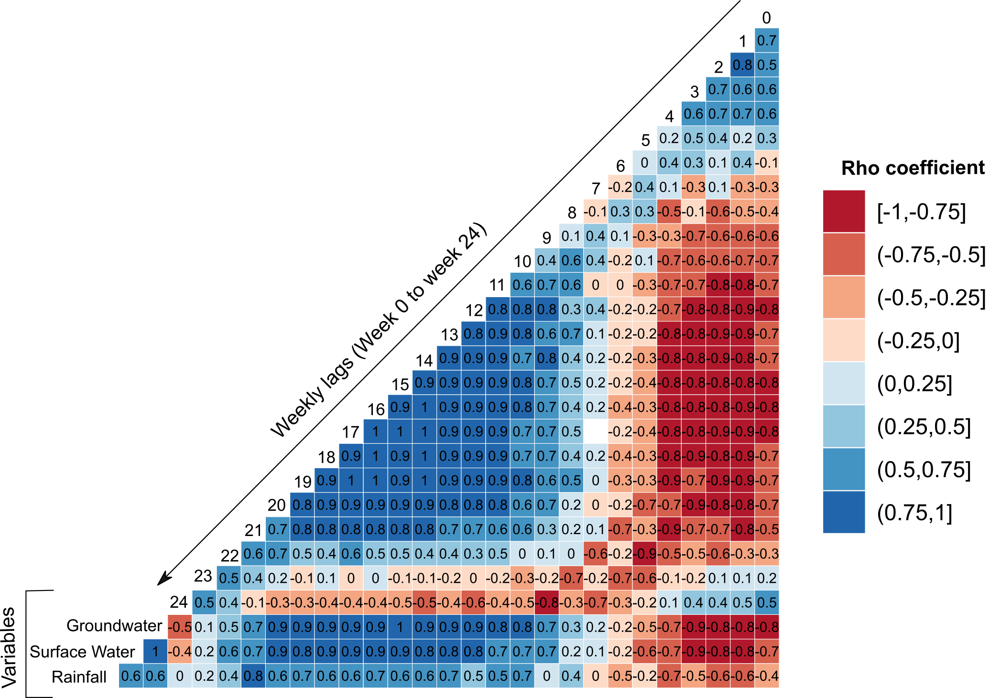 0
1 0.7
2 0.8 0.5
3 0.7 0.6 0.6
4 0.6 0.7 0.7 0.6
5 0.2 0.5 0.4 0.2 0.3
6 0 0.4 0.3 0.1 0.4 -0.1
7 -0.2 0.4 0.1 -0.3 0.1 -0.3 -0.3
8 -0.1 0.3 0.3 -0.5 -0.1 -0.6 -0.5 -0.4
9 0.1 0.4 0.1 -0.3 -0.3 -0.7 -0.6 -0.6 -0.6
10 0.4 0.6 0.4 -0.2 0.1 -0.7 -0.6 -0.6 -0.7 -0.7
11 0.6 0.7 0.6 0 0 -0.3 -0.7 -0.7 -0.8 -0.8 -0.7
12 0.8 0.8 0.8 0.3 0.4 -0.2 -0.2 -0.7 -0.8 -0.8 -0.9 -0.8
13 0.8 0.9 0.8 0.6 0.7 0.1 -0.2 -0.2 -0.8 -0.8 -0.9 -0.9 -0.7
14 0.9 0.9 0.9 0.7 0.8 0.4 0.2 -0.2 -0.3 -0.8 -0.8 -0.9 -0.8 -0.7
15 0.9 0.9 0.9 0.9 0.8 0.7 0.5 0.2 -0.2 -0.4 -0.8 -0.8 -0.8 -0.8 -0.8
16 0.9 1 0.9 0.9 0.9 0.8 0.7 0.4 0.2 -0.4 -0.3 -0.8 -0.8 -0.8 -0.9 -0.8
17 1 1 1 0.9 0.9 0.9 0.7 0.7 0.5 -0.2 -0.4 -0.8 -0.8 -0.9 -0.9 -0.8
18 0.9 1 0.9 1 0.9 0.9 0.9 0.7 0.7 0.4 0.2 -0.4 -0.3 -0.8 -0.9 -0.8 -0.9 -0.7
19 0.9 1 1 0.9 1 0.9 0.9 0.9 0.8 0.6 0.5 0 -0.3 -0.3 -0.9 -0.7 -0.9 -0.9 -0.7
20 0.8 0.9 0.9 0.9 0.9 0.9 0.8 0.8 0.8 0.6 0.7 0.2 0 -0.2 -0.7 -0.7 -0.9 -0.8 -0.8 -0.7
21 0.7 0.8 0.8 0.8 0.8 0.8 0.8 0.7 0.7 0.6 0.6 0.3 0.2 0.1 -0.7 -0.3 -0.9 -0.7 -0.7 -0.8 -0.5
22 0.6 0.7 0.5 0.4 0.6 0.5 0.5 0.4 0.4 0.3 0.5 0 0.1 0 -0.6 -0.2 -0.9 -0.5 -0.5 -0.6 -0.3 -0.3
23 0.5 0.4 0.2 -0.1 0.1 0 0 -0.1 -0.1 -0.2 0 -0.2 -0.3 -0.2 -0.7 -0.2 -0.7 -0.6 -0.1 -0.2 0.1 0.1 0.2
24 0.5 0.4 -0.1 -0.3 -0.3 -0.4 -0.4 -0.4 -0.5 -0.5 -0.4 -0.6 -0.4 -0.5 -0.8 -0.3 -0.7 -0.3 -0.2 0.1 0.4 0.4 0.5 0.5
Groundwater -0.5 0.1 0.5 0.7 0.9 0.9 0.9 0.9 0.9 1 0.9 0.9 0.9 0.8 0.8 0.7 0.3 0.2 -0.2 -0.5 -0.7 -0.9 -0.8 -0.8 -0.8
Surface Water 1 -0.4 0.2 0.6 0.7 0.9 0.8 0.9 0.9 0.9 0.9 0.8 0.8 0.8 0.7 0.7 0.7 0.2 0.1 -0.2 -0.6 -0.7 -0.9 -0.8 -0.8 -0.7
Rainfall 0.6 0.6 0 0.2 0.4 0.8 0.6 0.7 0.6 0.6 0.7 0.6 0.6 0.7 0.5 0.5 0.7 0 0.4 0 -0.5 -0.2 -0.7 -0.5 -0.6 -0.6 -0.4
Weekly lags (Week 0 to week 24)
Variables
Rho coefficient
[-1,-0.75]
(-0.75,-0.5]
(-0.5,-0.25]
(-0.25,0]
(0,0.25]
(0.25,0.5]
(0.5,0.75]
(0.75,1]